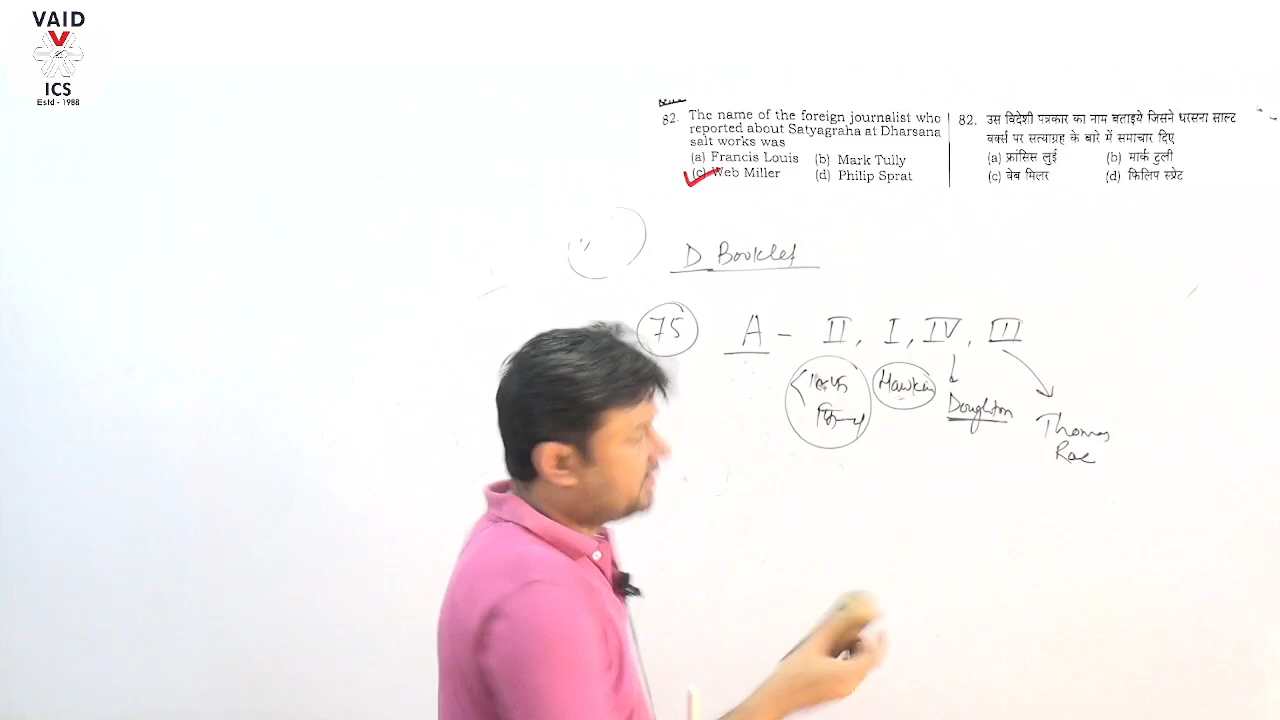 VAID
ICS
Estd - 1988
82. The name of the foreign journalist who
reported about Satyagraha at Dharsana
salt works was
(a) Francis Louis (b) Mark Tully
(c) Web Miller (d) Philip Sprat
82. उस विदेशी पत्रकार का नाम बताइये जिसने धरसना साल्ट
वर्क्स पर सत्याग्रह के बारे में समाचार दिए
(a) फ्रांसिस लुई (b) मार्क टुली
(c) वेब मिलर (d) फिलिप स्प्रेट
D Booklet
75 A - II, I, IV, III
Hawkin
Doughton
Thomas
Roe